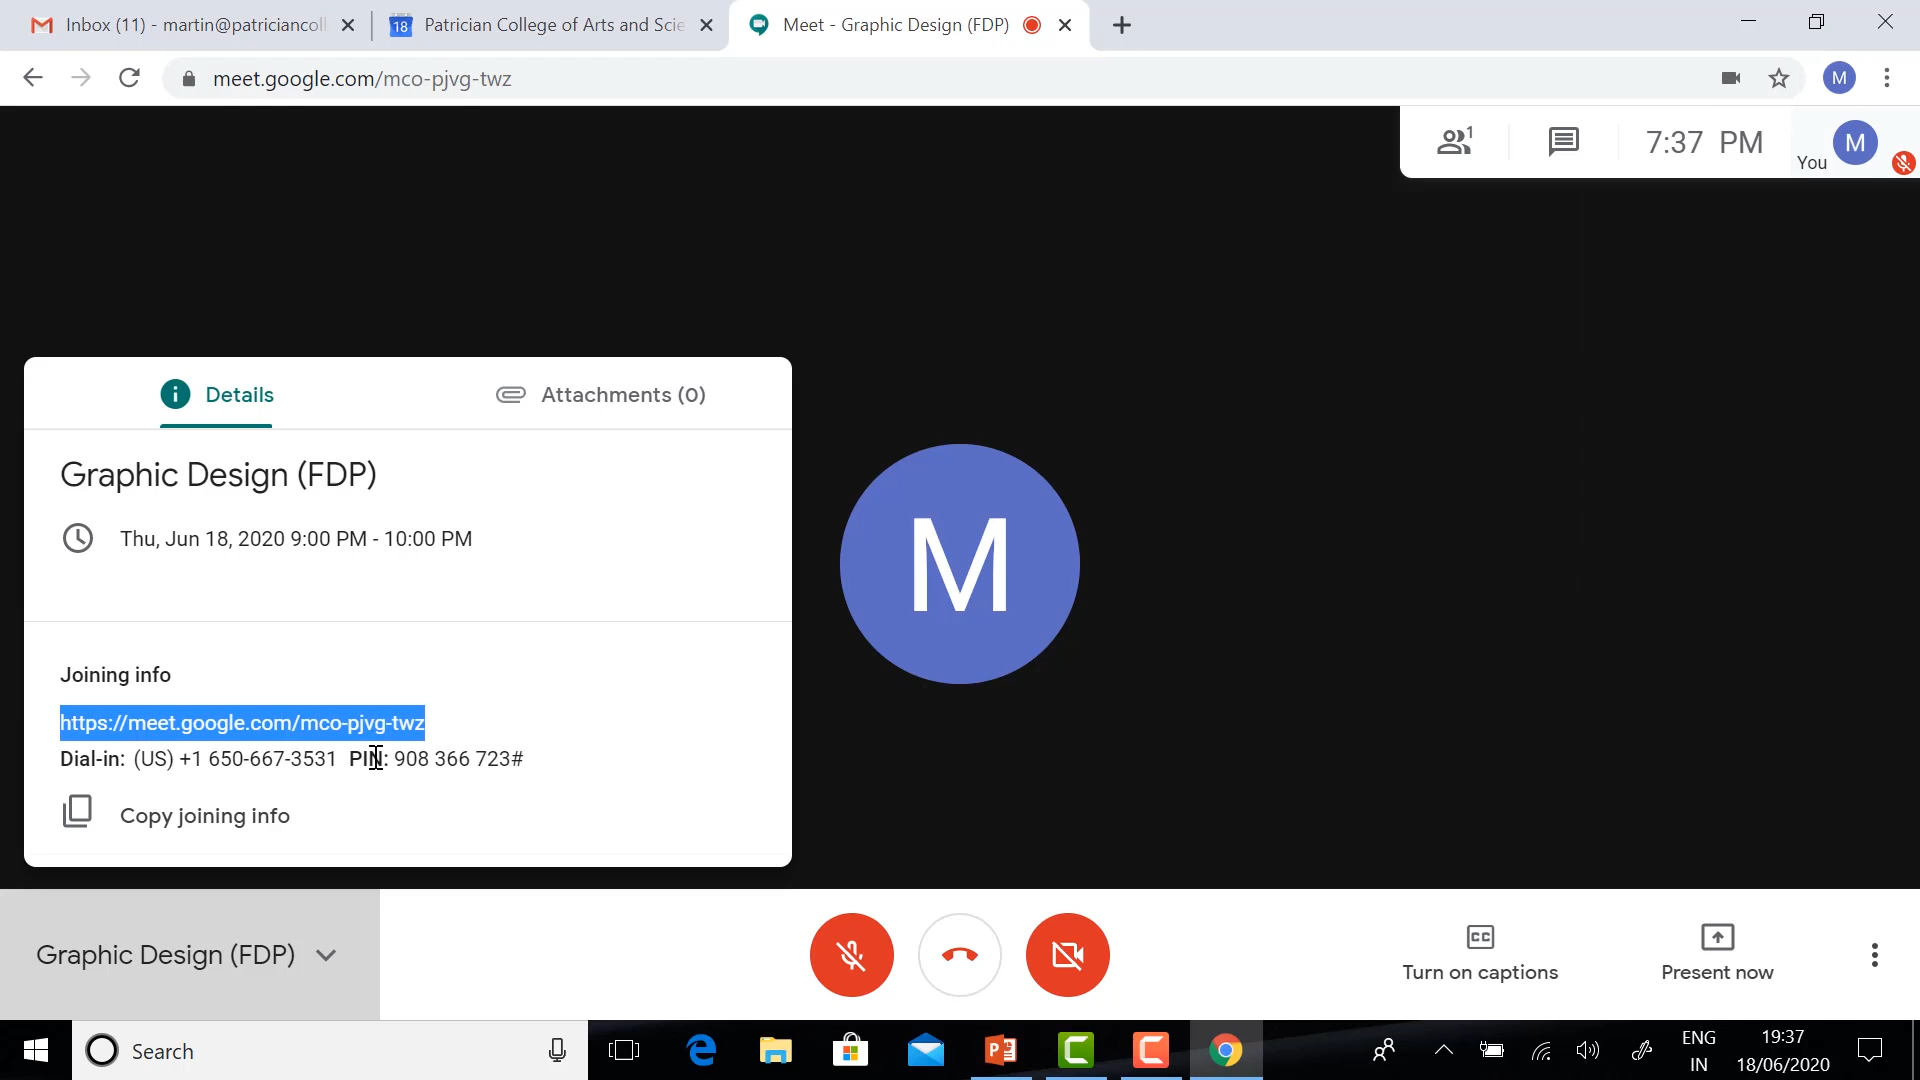 Inbox (11) - martin@patriciancoll
Patrician College of Arts and Scie
Meet - Graphic Design (FDP)
18
meet.google.com/mco-pjvg-twz
M
1
7:37 PM
You
M
Details
Attachments (0)
Graphic Design (FDP)
Thu, Jun 18, 2020 9:00 PM - 10:00 PM
M
Joining info
https://meet.google.com/mco-pjvg-twz
Dial-in: (US) +1 650-667-3531 PIN: 908 366 723#
Copy joining info
Graphic Design (FDP)
CC
Turn on captions
Present now
Search
ENG
IN
19:37
18/06/2020